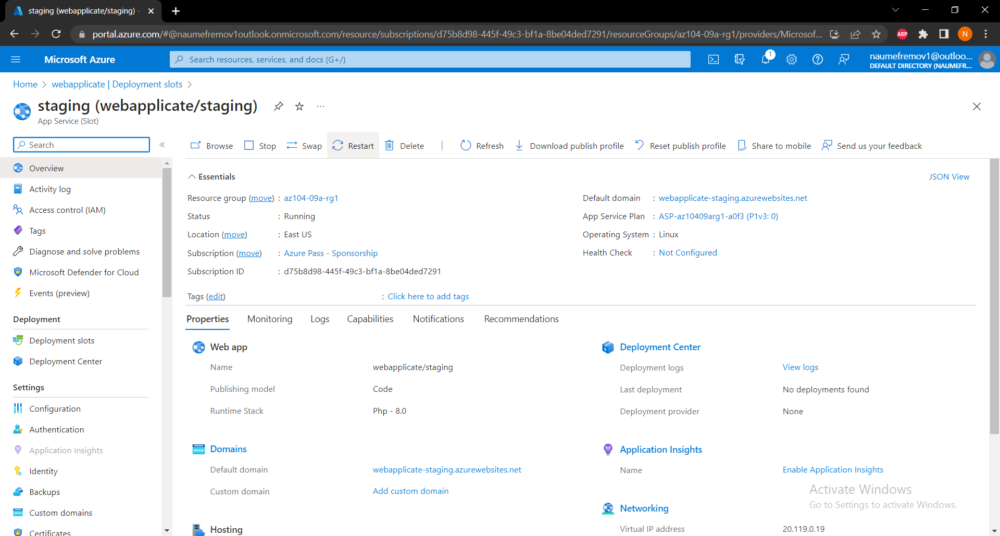 staging (webapplicate/staging) -
portal.azure.com/#@naumefremov1outlook.onmicrosoft.com/resource/subscriptions/d75b8d98-445f-49c3-bf1a-8be04ded7291/resourceGroups/az104-09a-rg1/providers/Microsof...
ABP
N
Microsoft Azure
Search resources, services, and docs (G+/)
1
naumefremov1@outloo...
DEFAULT DIRECTORY (NAUMEFR...
Home > webapplicate | Deployment slots >
staging (webapplicate/staging)
App Service (Slot)
Search
«
Browse
Stop
Swap
Restart
Delete
Refresh
Download publish profile
Reset publish profile
Share to mobile
Send us your feedback
Overview
Activity log
Access control (IAM)
Tags
Diagnose and solve problems
Microsoft Defender for Cloud
Events (preview)
Deployment
Deployment slots
Deployment Center
Settings
Configuration
Authentication
Application Insights
Identity
Backups
Custom domains
Certificates
Essentials
JSON View
Resource group (move) : az104-09a-rg1
Status : Running
Location (move) : East US
Subscription (move) : Azure Pass - Sponsorship
Subscription ID : d75b8d98-445f-49c3-bf1a-8be04ded7291
Default domain : webapplicate-staging.azurewebsites.net
App Service Plan : ASP-az10409arg1-a0f3 (P1v3: 0)
Operating System : Linux
Health Check : Not Configured
Tags (edit) : Click here to add tags
Properties
Monitoring
Logs
Capabilities
Notifications
Recommendations
Web app
Name webapplicate/staging
Publishing model Code
Runtime Stack Php - 8.0
Domains
Default domain webapplicate-staging.azurewebsites.net
Custom domain Add custom domain
Hosting
Deployment Center
Deployment logs View logs
Last deployment No deployments found
Deployment provider None
Application Insights
Name Enable Application Insights
Networking
Virtual IP address 20.119.0.19
Activate Windows
Go to Settings to activate Windows.